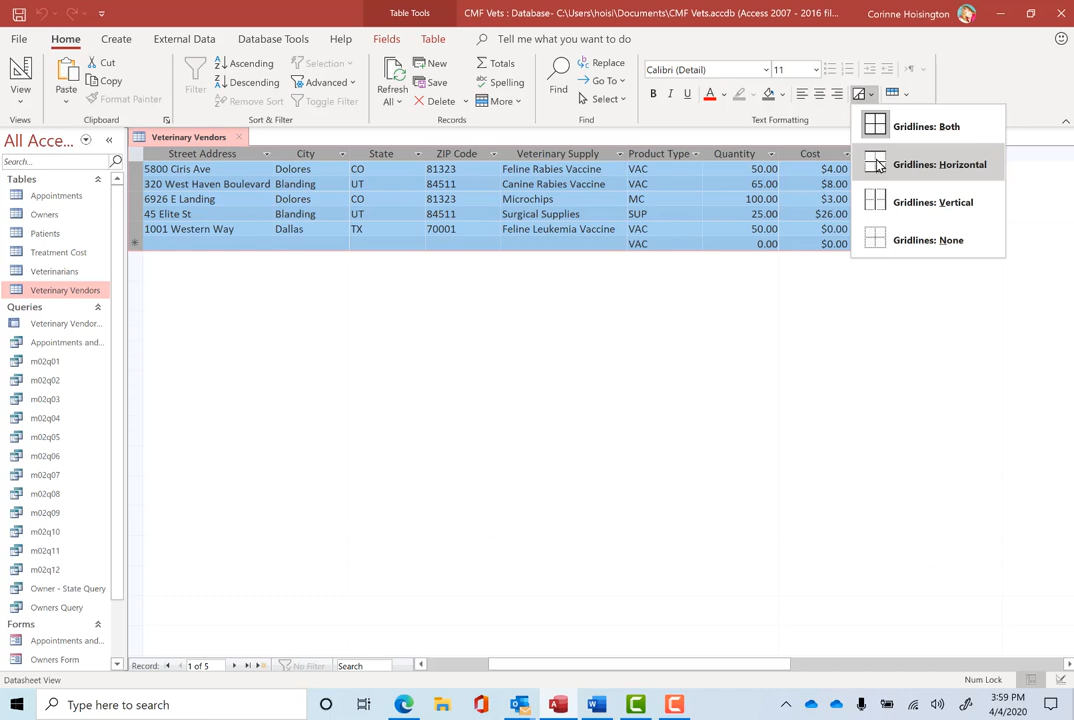 Table Tools
CMF Vets : Database- C:\Users\hoisi\Documents\CMF Vets.accdb (Access 2007 - 2016 fil...
Corinne Hoisington
File Home Create External Data Database Tools Help Fields Table Tell me what you want to do
View
Views
Paste
Cut
Copy
Format Painter
Clipboard
Filter
Ascending
Descending
Remove Sort
Selection
Advanced
Toggle Filter
Sort & Filter
Refresh
All
New
Save
Delete
Totals
Spelling
More
Records
Find
Replace
Go To
Select
Find
Calibri (Detail) 11
B I U A
Text Formatting
Gridlines: Both
Gridlines: Horizontal
Gridlines: Vertical
Gridlines: None
All Acce...
Search...
Tables
Appointments
Owners
Patients
Treatment Cost
Veterinarians
Veterinary Vendors
Queries
Veterinary Vendor...
Appointments and...
m02q01
m02q02
m02q03
m02q04
m02q05
m02q06
m02q07
m02q08
m02q09
m02q10
m02q11
m02q12
Owner - State Query
Owners Query
Forms
Appointments and...
Owners Form
Veterinary Vendors
Street Address City State ZIP Code Veterinary Supply Product Type Quantity Cost
5800 Ciris Ave Dolores CO 81323 Feline Rabies Vaccine VAC 50.00 $4.00
320 West Haven Boulevard Blanding UT 84511 Canine Rabies Vaccine VAC 65.00 $8.00
6926 E Landing Dolores CO 81323 Microchips MC 100.00 $3.00
45 Elite St Blanding UT 84511 Surgical Supplies SUP 25.00 $26.00
1001 Western Way Dallas TX 70001 Feline Leukemia Vaccine VAC 50.00 $0.00
VAC 0.00 $0.00
Record: 1 of 5 No Filter Search
Datasheet View
Num Lock
Type here to search
3:59 PM
4/4/2020